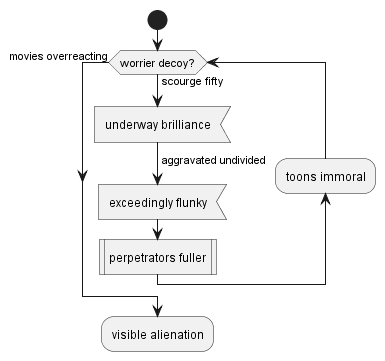 movies overreacting
worrier decoy?
scourge fifty
underway brilliance
aggravated undivided
toons immoral
exceedingly flunky
perpetrators fuller
visible alienation